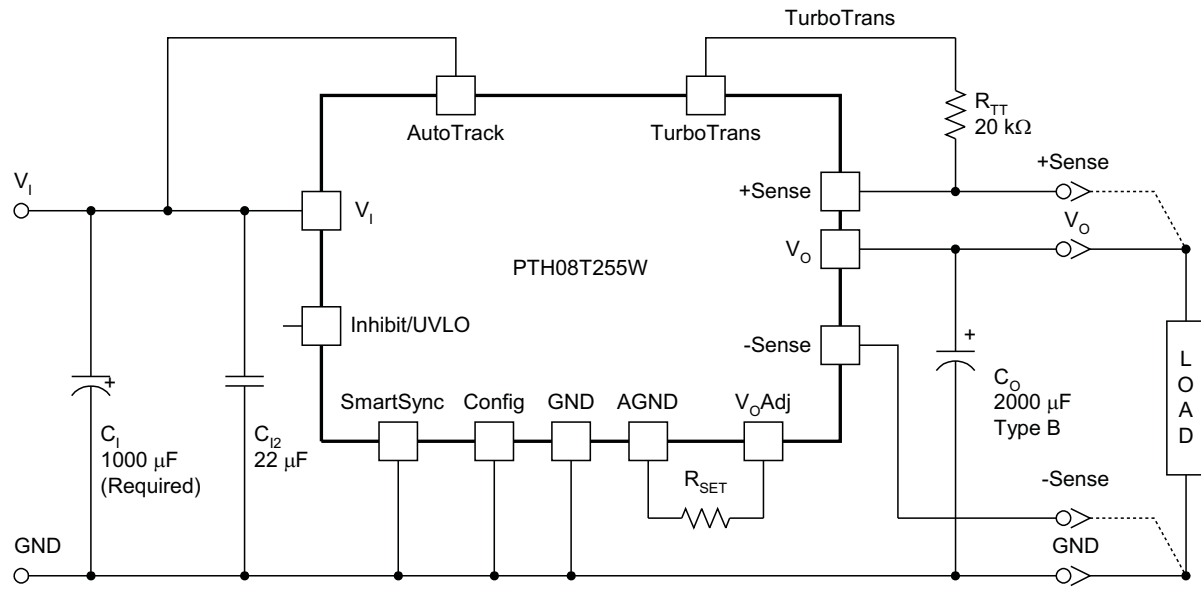 TurboTrans
R_TT
20 kΩ
AutoTrack
TurboTrans
+Sense
V_I
+Sense
V_I
V_O
V_O
PTH08T255W
Inhibit/UVLO
-Sense
+
+
SmartSync
Config
GND
AGND
V_OAdj
C_I
1000 μF
(Required)
C_I2
22 μF
R_SET
C_O
2000 μF
Type B
L
O
A
D
-Sense
GND
GND